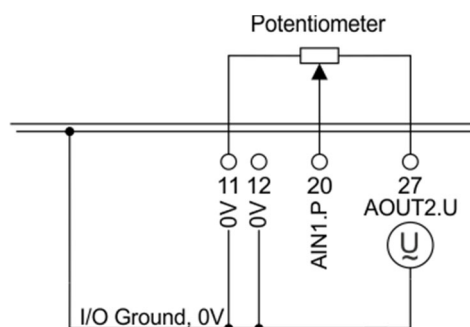 Potentiometer
11 12 20 27
0V 0V AIN1.P AOUT2.U
U
~
I/O Ground, 0V